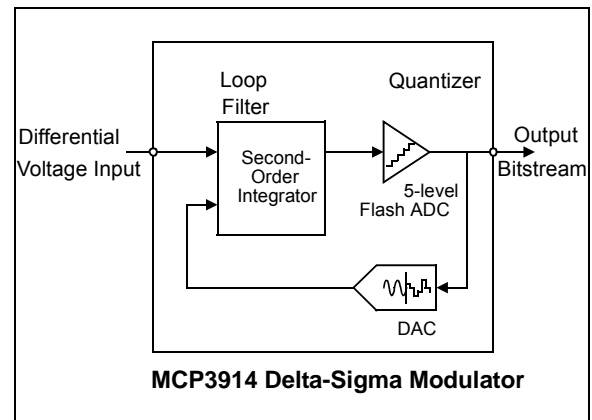 Loop
Filter
Quantizer
Differential
Voltage Input
Second-
Order
Integrator
5-level
Flash ADC
Output
Bitstream
DAC
MCP3914 Delta-Sigma Modulator